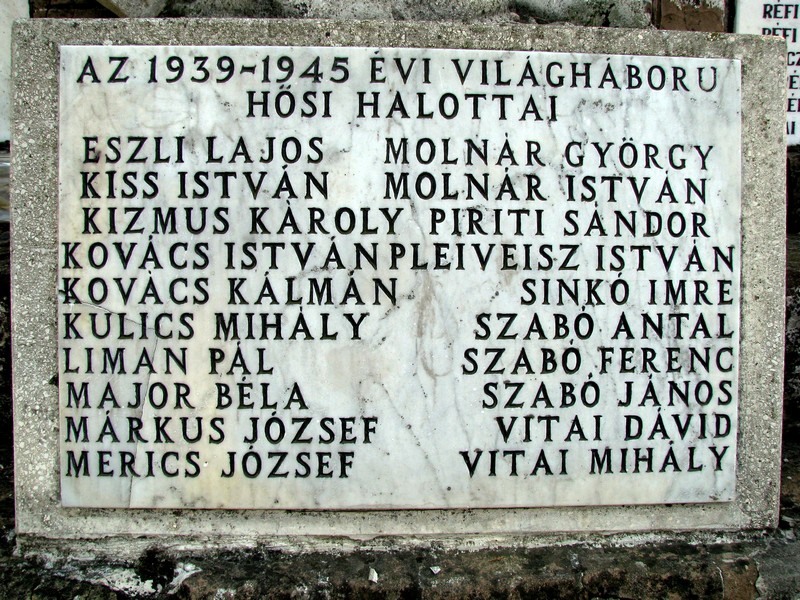 AZ 1939-1945 ÉVI VILÁGHÁBORU
HŐSI HALOTTAI
ESZLI LAJOS MOLNÁR GYÖRGY
KISS ISTVÁN MOLNÁR ISTVÁN
KIZMUS KÁROLY PIRITI SÁNDOR
KOVÁCS ISTVÁN PLEIVEISZ ISTVÁN
KOVÁCS KÁLMÁN SINKÓ IMRE
KULICS MIHÁLY SZABÓ ANTAL
LIMAN PÁL SZABÓ FERENC
MAJOR BÉLA SZABÓ JÁNOS
MÁRKUS JÓZSEF VITAI DÁVID
MERICS JÓZSEF VITAI MIHÁLY
RÉFI